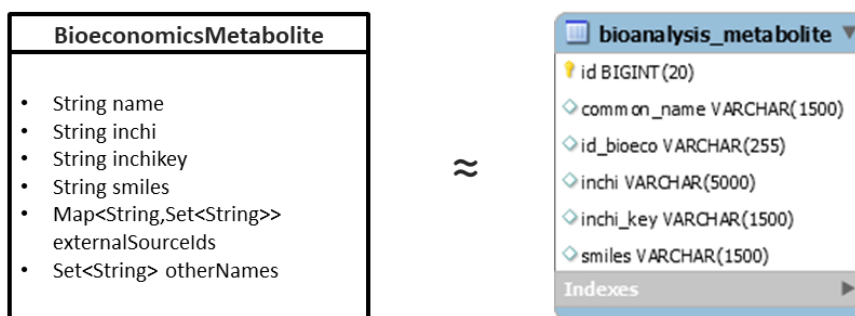 BioeconomicsMetabolite
• String name
• String inchi
• String inchikey
• String smiles
• Map<String,Set<String>>
externalSourceIds
• Set<String> otherNames
≈
bioanalysis_metabolite
id BIGINT(20)
common_name VARCHAR(1500)
id_bioeco VARCHAR(255)
inchi VARCHAR(5000)
inchi_key VARCHAR(1500)
smiles VARCHAR(1500)
Indexes